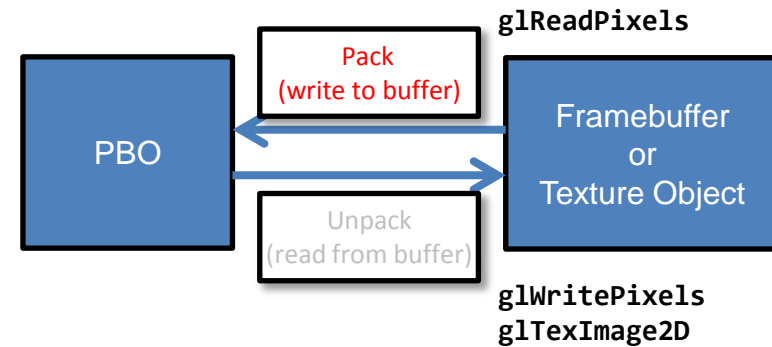 glReadPixels
Pack
(write to buffer)
PBO
Framebuffer
or
Texture Object
Unpack
(read from buffer)
glWritePixels
glTexImage2D